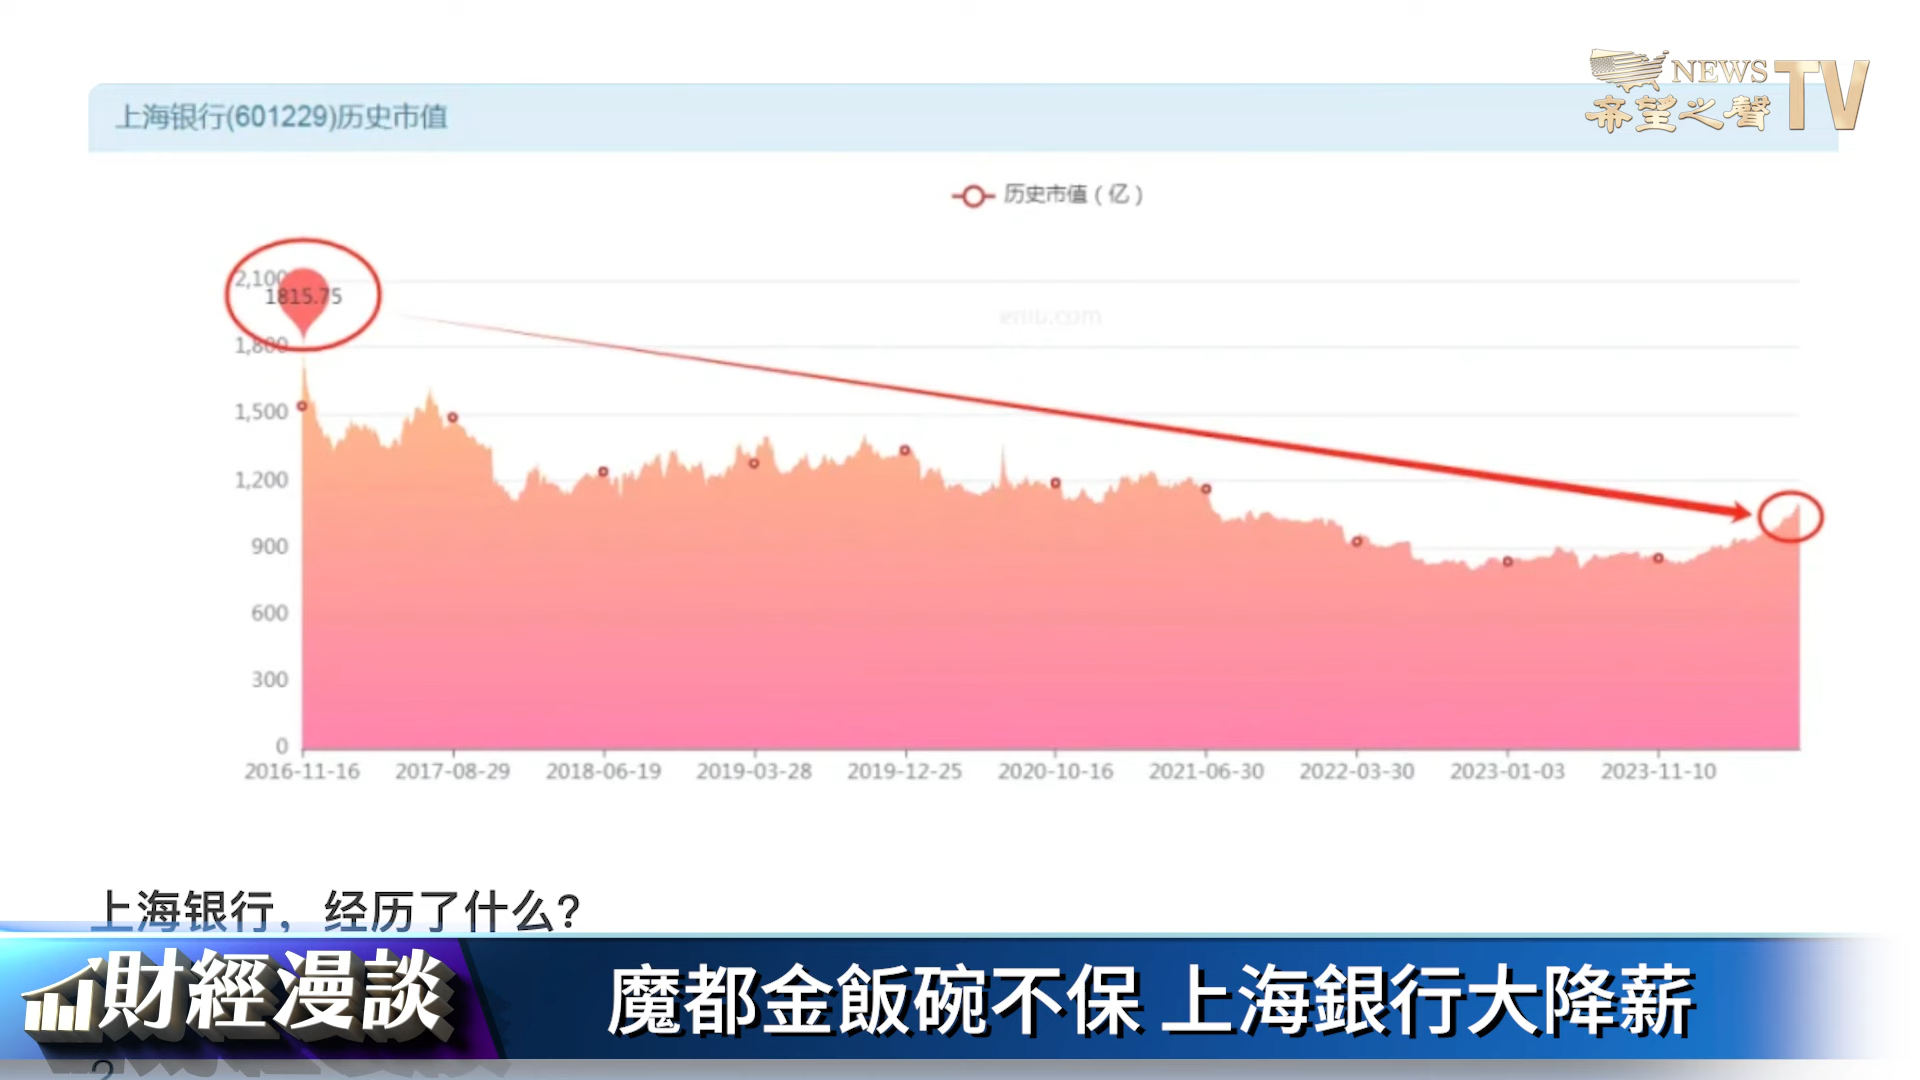 NEWS
希望之聲TV
上海银行(601229)历史市值
历史市值（亿）
2,100
1815.75
eniu.com
1,800
1,500
1,200
900
600
300
0
2016-11-16 2017-08-29 2018-06-19 2019-03-28 2019-12-25 2020-10-16 2021-06-30 2022-03-30 2023-01-03 2023-11-10
上海银行，经历了什么？
財經漫談
魔都金飯碗不保 上海銀行大降薪